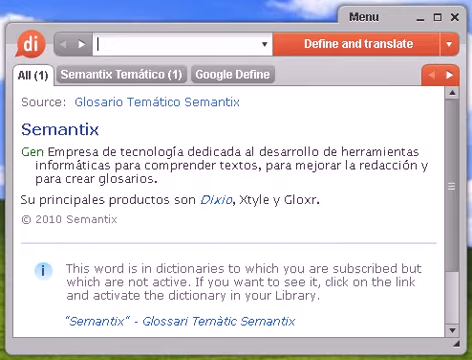 Menu
di
Define and translate
All (1)
Semantix Temático (1)
Google Define
Source: Glosario Temático Semantix
Semantix
Gen Empresa de tecnología dedicada al desarrollo de herramientas
informáticas para comprender textos, para mejorar la redacción y
para crear glosarios.
Su principales productos son Dixio, Xtyle y Gloxr.
© 2010 Semantix
i
This word is in dictionaries to which you are subscribed but
which are not active. If you want to see it, click on the link
and activate the dictionary in your Library.
"Semantix" - Glossari Temàtic Semantix